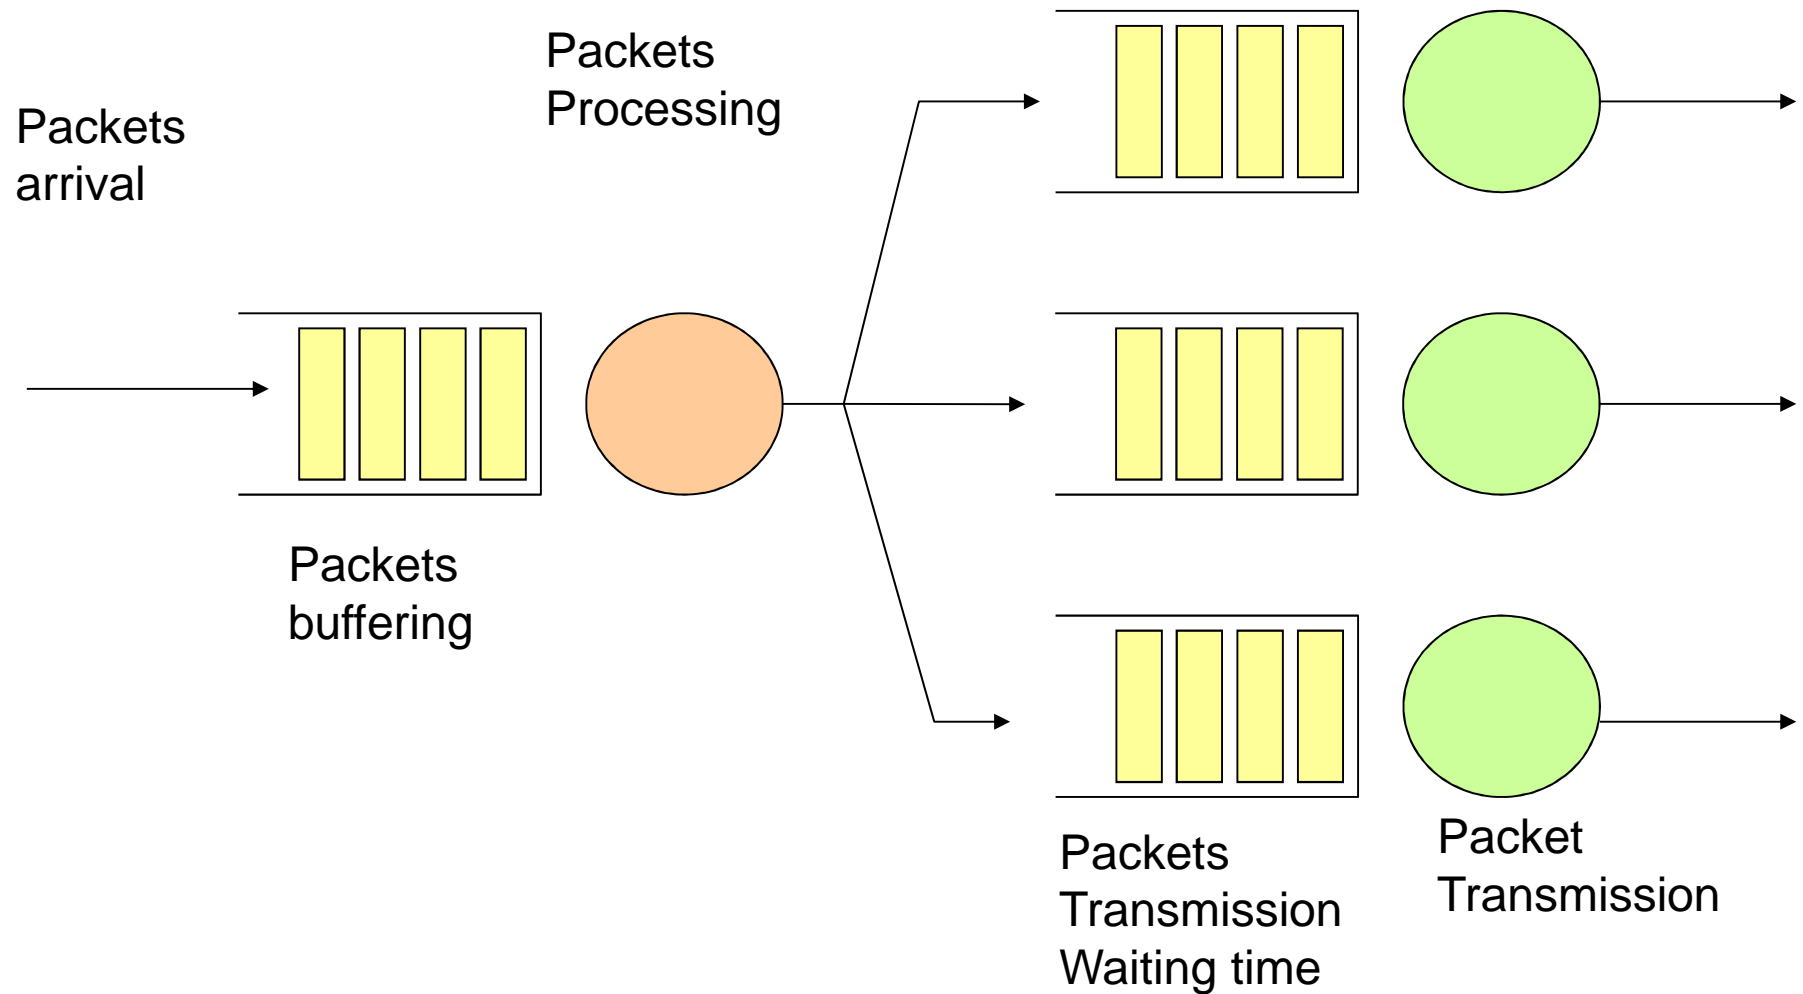 Packets
arrival
Packets
Processing
Packets
buffering
Packets
Transmission
Waiting time
Packet
Transmission